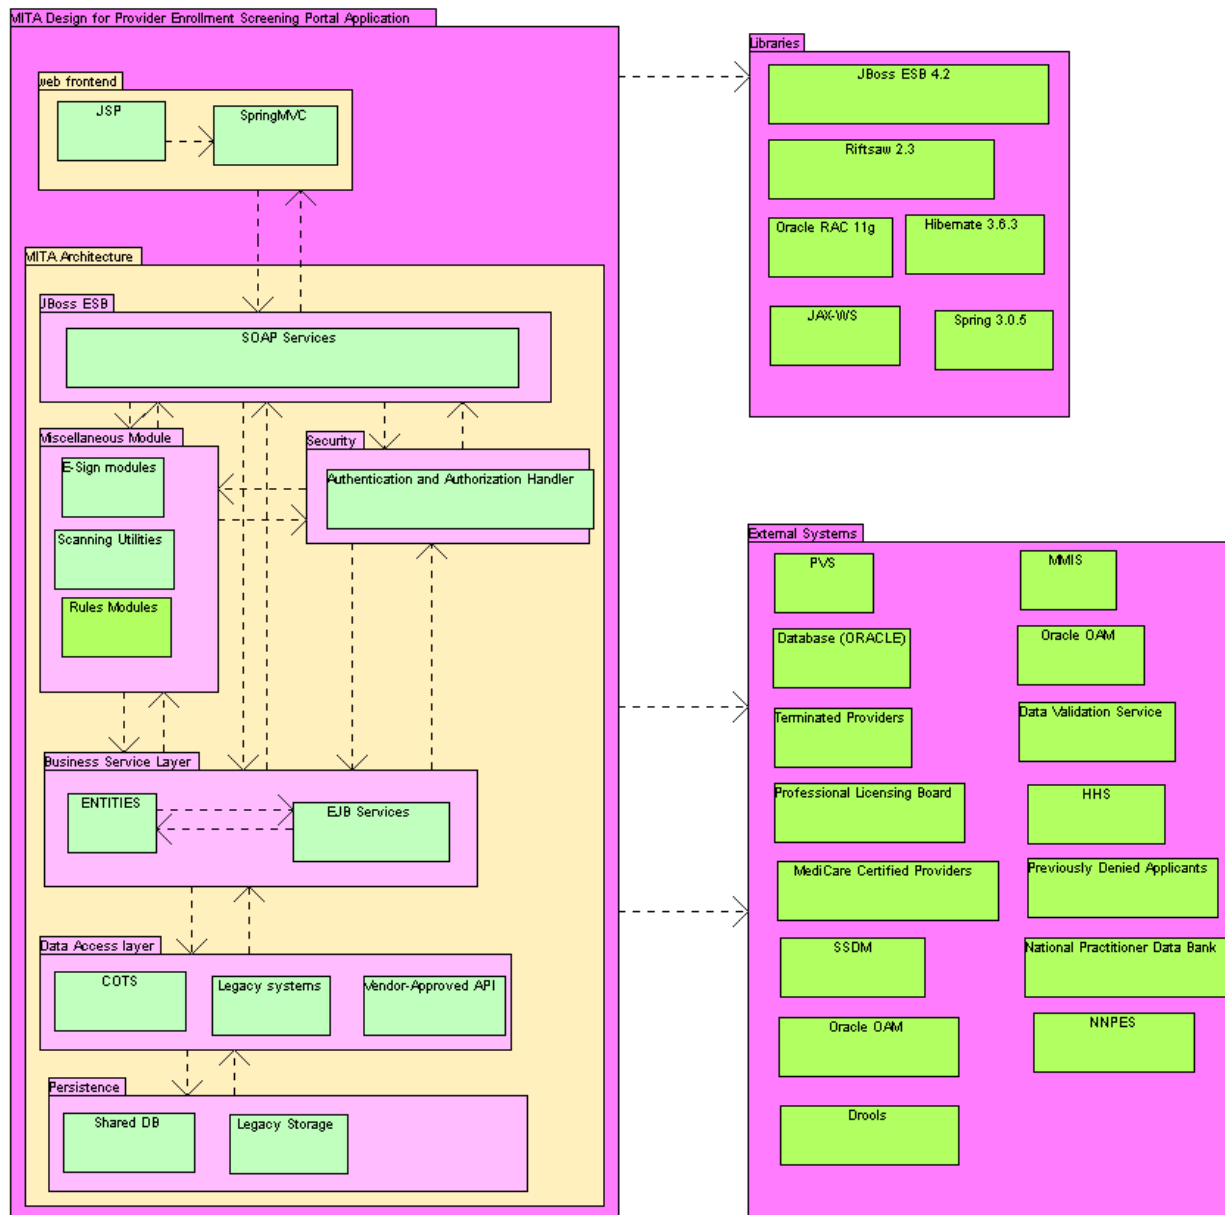 MITA Design for Provider Enrollment Screening Portal Application
web frontend
JSP
SpringMVC
MITA Architecture
JBoss ESB
SOAP Services
Miscellaneous Module
E-Sign modules
Scanning Utilities
Rules Modules
Security
Authentication and Authorization Handler
Business Service Layer
ENTITIES
EJB Services
Data Access layer
COTS
Legacy systems
Vendor-Approved API
Persistence
Shared DB
Legacy Storage
Libraries
JBoss ESB 4.2
Riftsaw 2.3
Oracle RAC 11g
Hibernate 3.6.3
JAX-WS
Spring 3.0.5
External Systems
PVS
MMIS
Database (ORACLE)
Oracle OAM
Terminated Providers
Data Validation Service
Professional Licensing Board
HHS
MediCare Certified Providers
Previously Denied Applicants
SSDM
National Practitioner Data Bank
Oracle OAM
NNPES
Drools